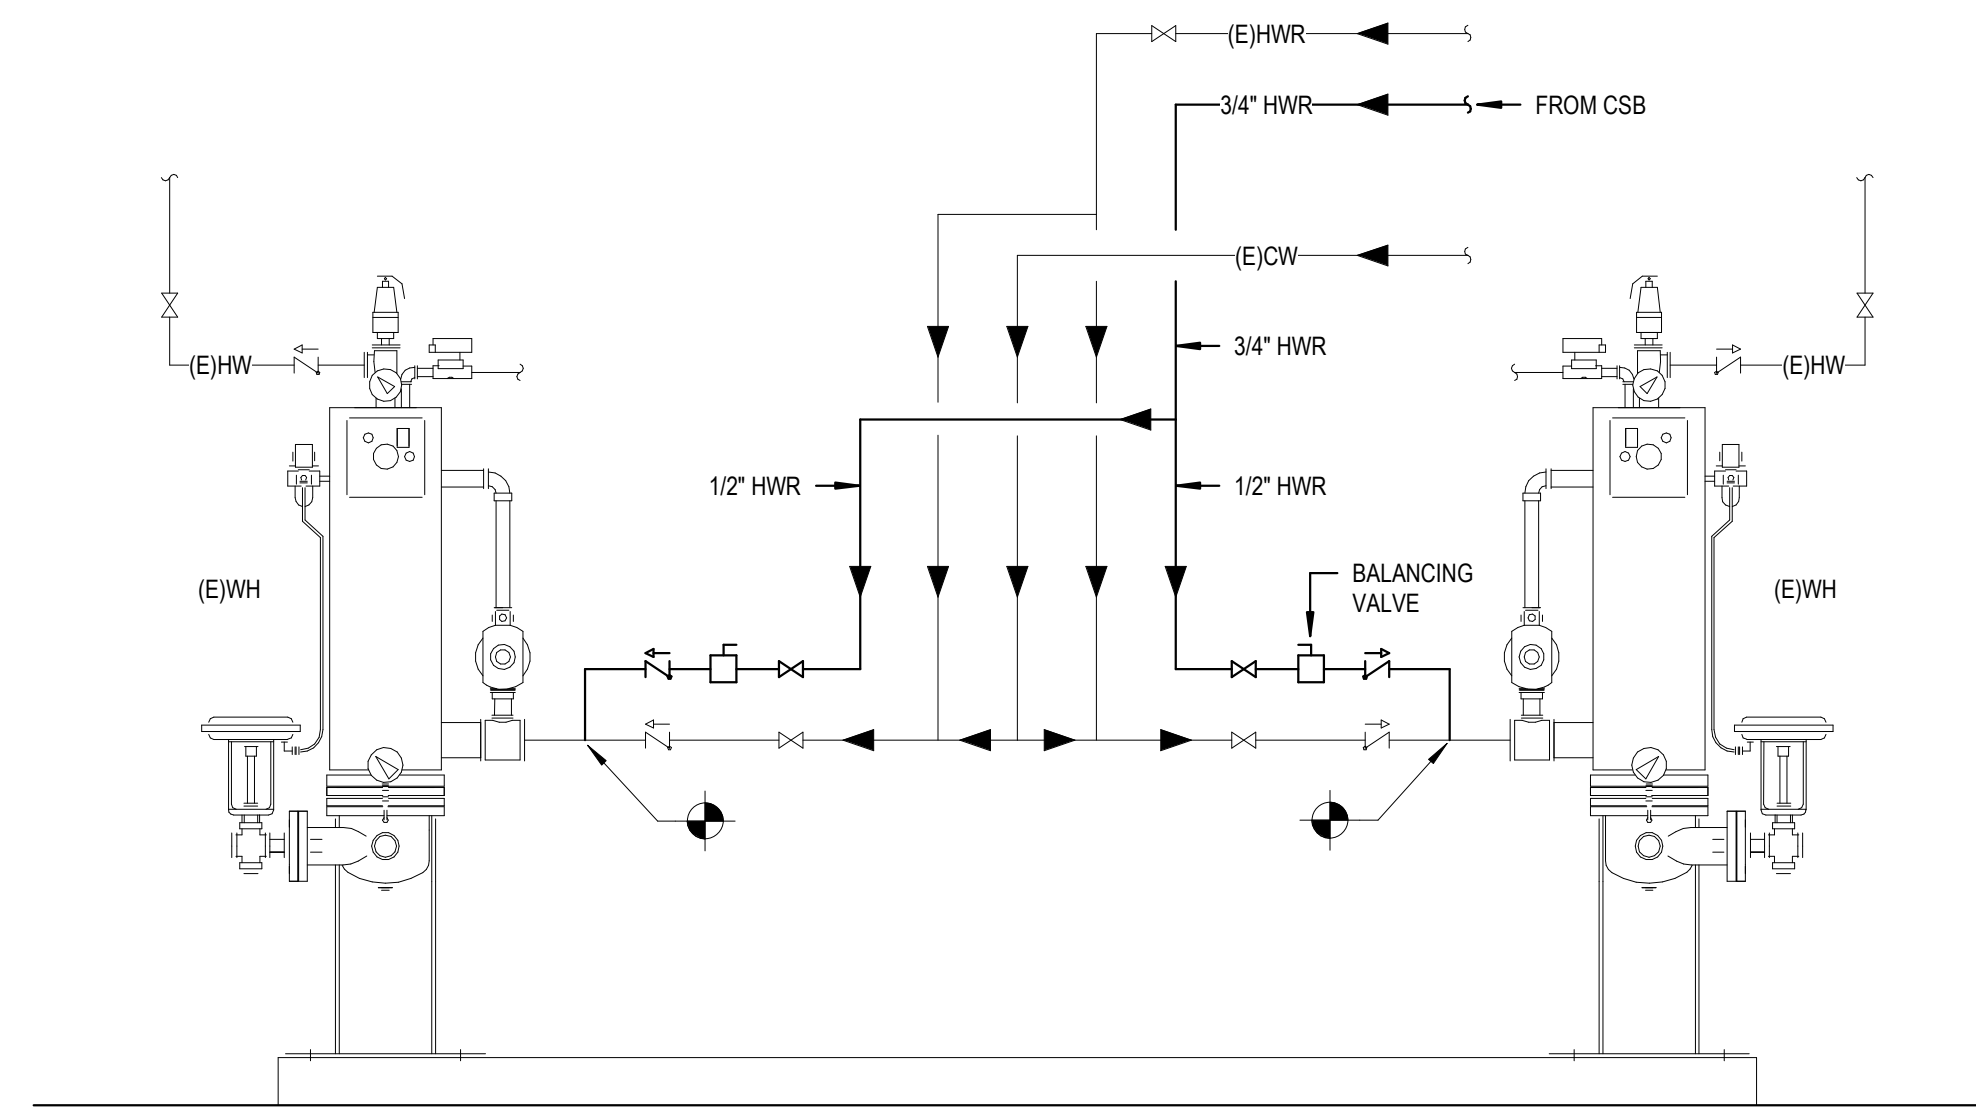 (E)HWR
3/4" HWR
FROM CSB
(E)CW
3/4" HWR
(E)HW
(E)HW
1/2" HWR
1/2" HWR
BALANCING
VALVE
(E)WH
(E)WH